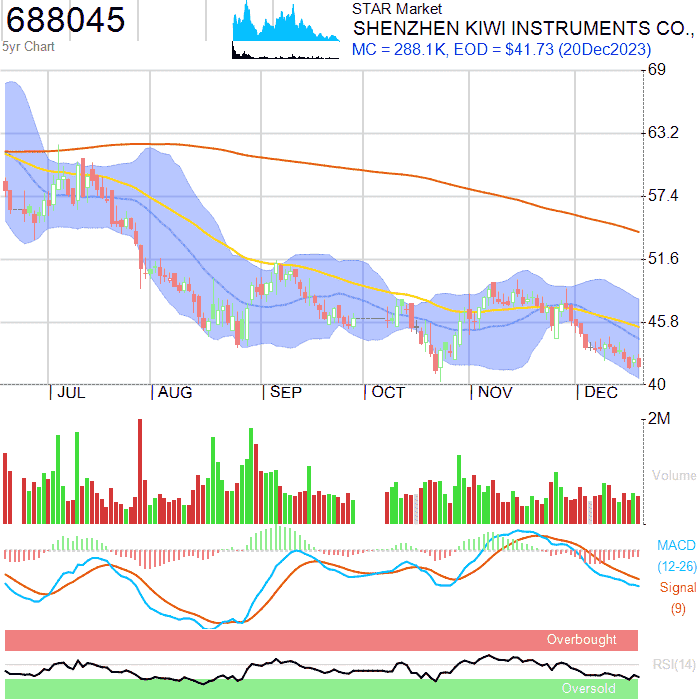 688045
5yr Chart
STAR Market
SHENZHEN KIWI INSTRUMENTS CO.,
MC = 288.1K, EOD = $41.73 (20Dec2023)
69
63.2
57.4
51.6
45.8
40
JUL AUG SEP OCT NOV DEC
2M
Volume
MACD
(12-26)
Signal
(9)
Overbought
RSI(14)
Oversold